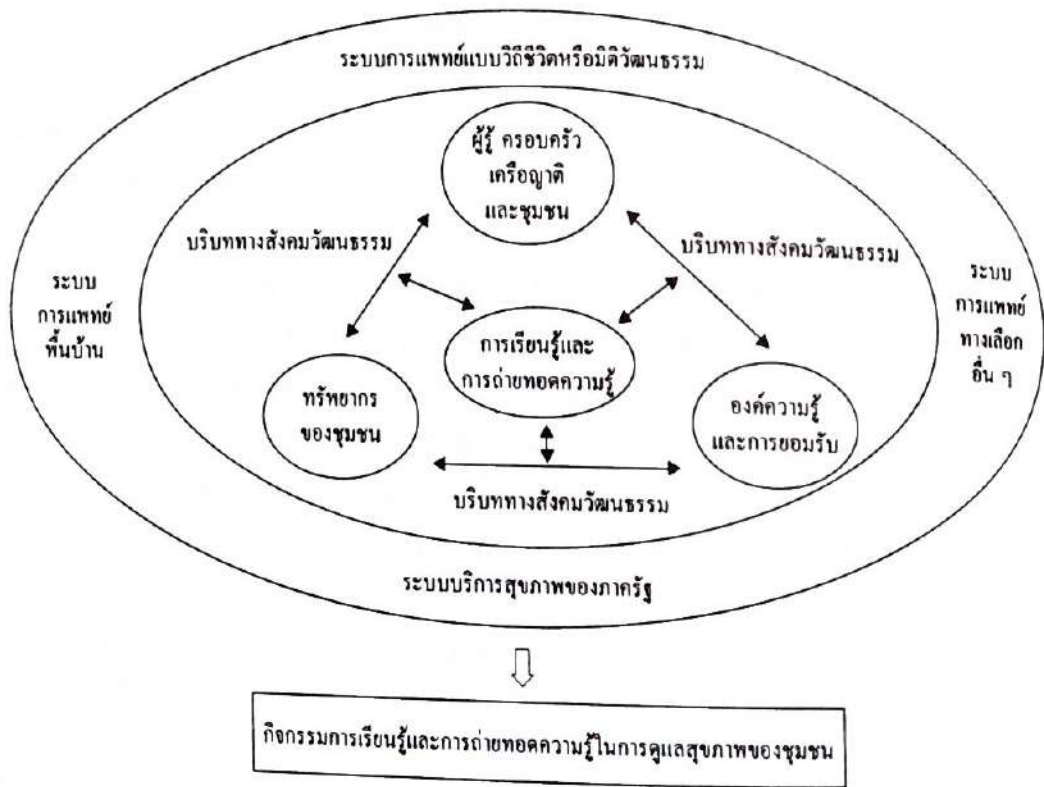 ระบบการแพทย์แบบวิถีชีวิตหรือมิติวัฒนธรรม
ผู้รู้ ครอบครัว
เครือญาติ
และชุมชน
บริบททางสังคมวัฒนธรรม
บริบททางสังคมวัฒนธรรม
ระบบ
การแพทย์
พื้นบ้าน
ระบบ
การแพทย์
ทางเลือก
อื่น ๆ
การเรียนรู้และ
การถ่ายทอดความรู้
ทรัพยากร
ของชุมชน
องค์ความรู้
และการยอมรับ
บริบททางสังคมวัฒนธรรม
ระบบบริการสุขภาพของภาครัฐ
กิจกรรมการเรียนรู้และการถ่ายทอดความรู้ในการดูแลสุขภาพของชุมชน